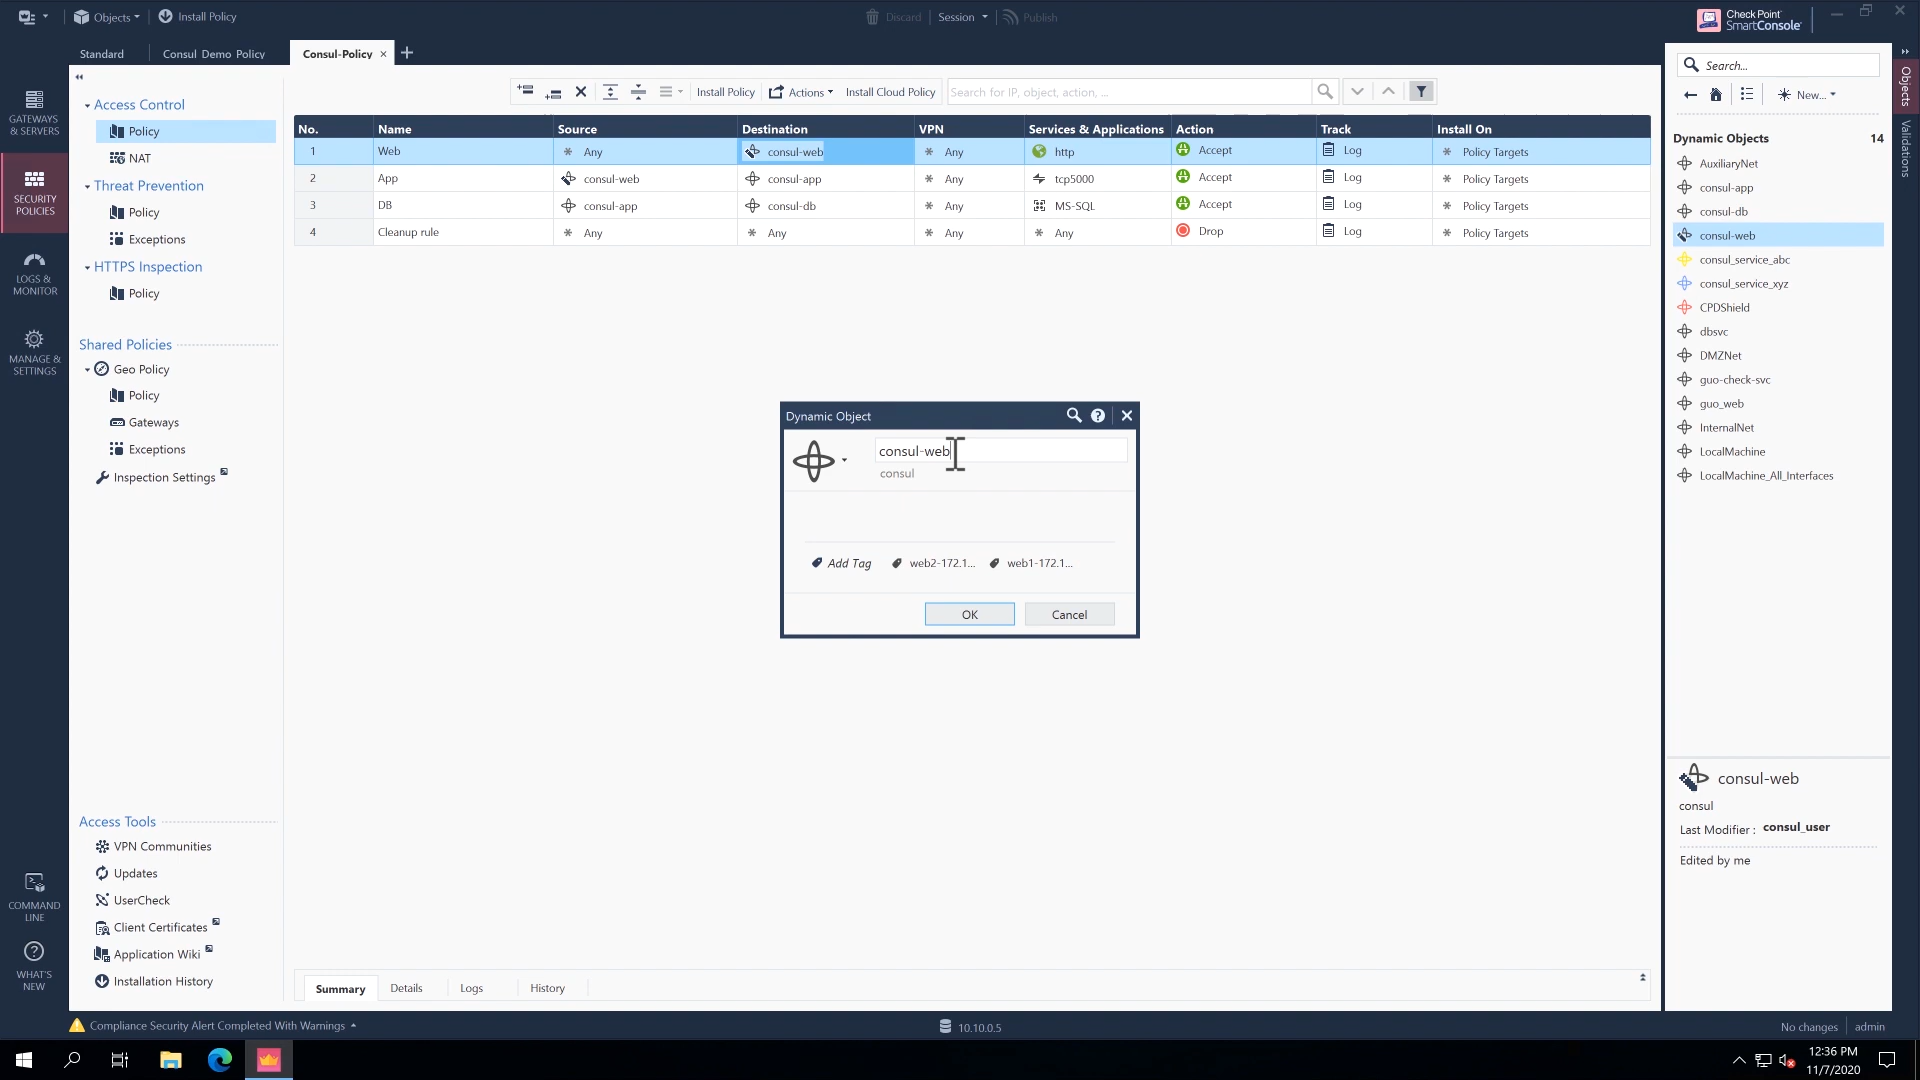 Objects
Install Policy
Discard
Session
Publish
Check Point
SmartConsole
Standard
Consul Demo Policy
Consul-Policy
GATEWAYS
& SERVERS
SECURITY
POLICIES
LOGS &
MONITOR
MANAGE &
SETTINGS
COMMAND
LINE
WHAT'S
NEW
Access Control
Policy
NAT
Threat Prevention
Policy
Exceptions
HTTPS Inspection
Policy
Shared Policies
Geo Policy
Policy
Gateways
Exceptions
Inspection Settings
Access Tools
VPN Communities
Updates
UserCheck
Client Certificates
Application Wiki
Installation History
Install Policy
Actions
Install Cloud Policy
Search for IP, object, action, ...
No. Name Source Destination VPN Services & Applications Action Track Install On
1 Web * Any consul-web * Any http Accept Log * Policy Targets
2 App consul-web consul-app * Any tcp5000 Accept Log * Policy Targets
3 DB consul-app consul-db * Any MS-SQL Accept Log * Policy Targets
4 Cleanup rule * Any * Any * Any * Any Drop Log * Policy Targets
Dynamic Object
consul-web
consul
Add Tag web2-172.1... web1-172.1...
OK
Cancel
Summary
Details
Logs
History
Search...
New...
Dynamic Objects 14
AuxiliaryNet
consul-app
consul-db
consul-web
consul_service_abc
consul_service_xyz
CPDShield
dbsvc
DMZNet
guo-check-svc
guo_web
InternalNet
LocalMachine
LocalMachine_All_Interfaces
consul-web
consul
Last Modifier : consul_user
Edited by me
Objects
Validations
Compliance Security Alert Completed With Warnings
10.10.0.5
No changes
admin
12:36 PM
11/7/2020